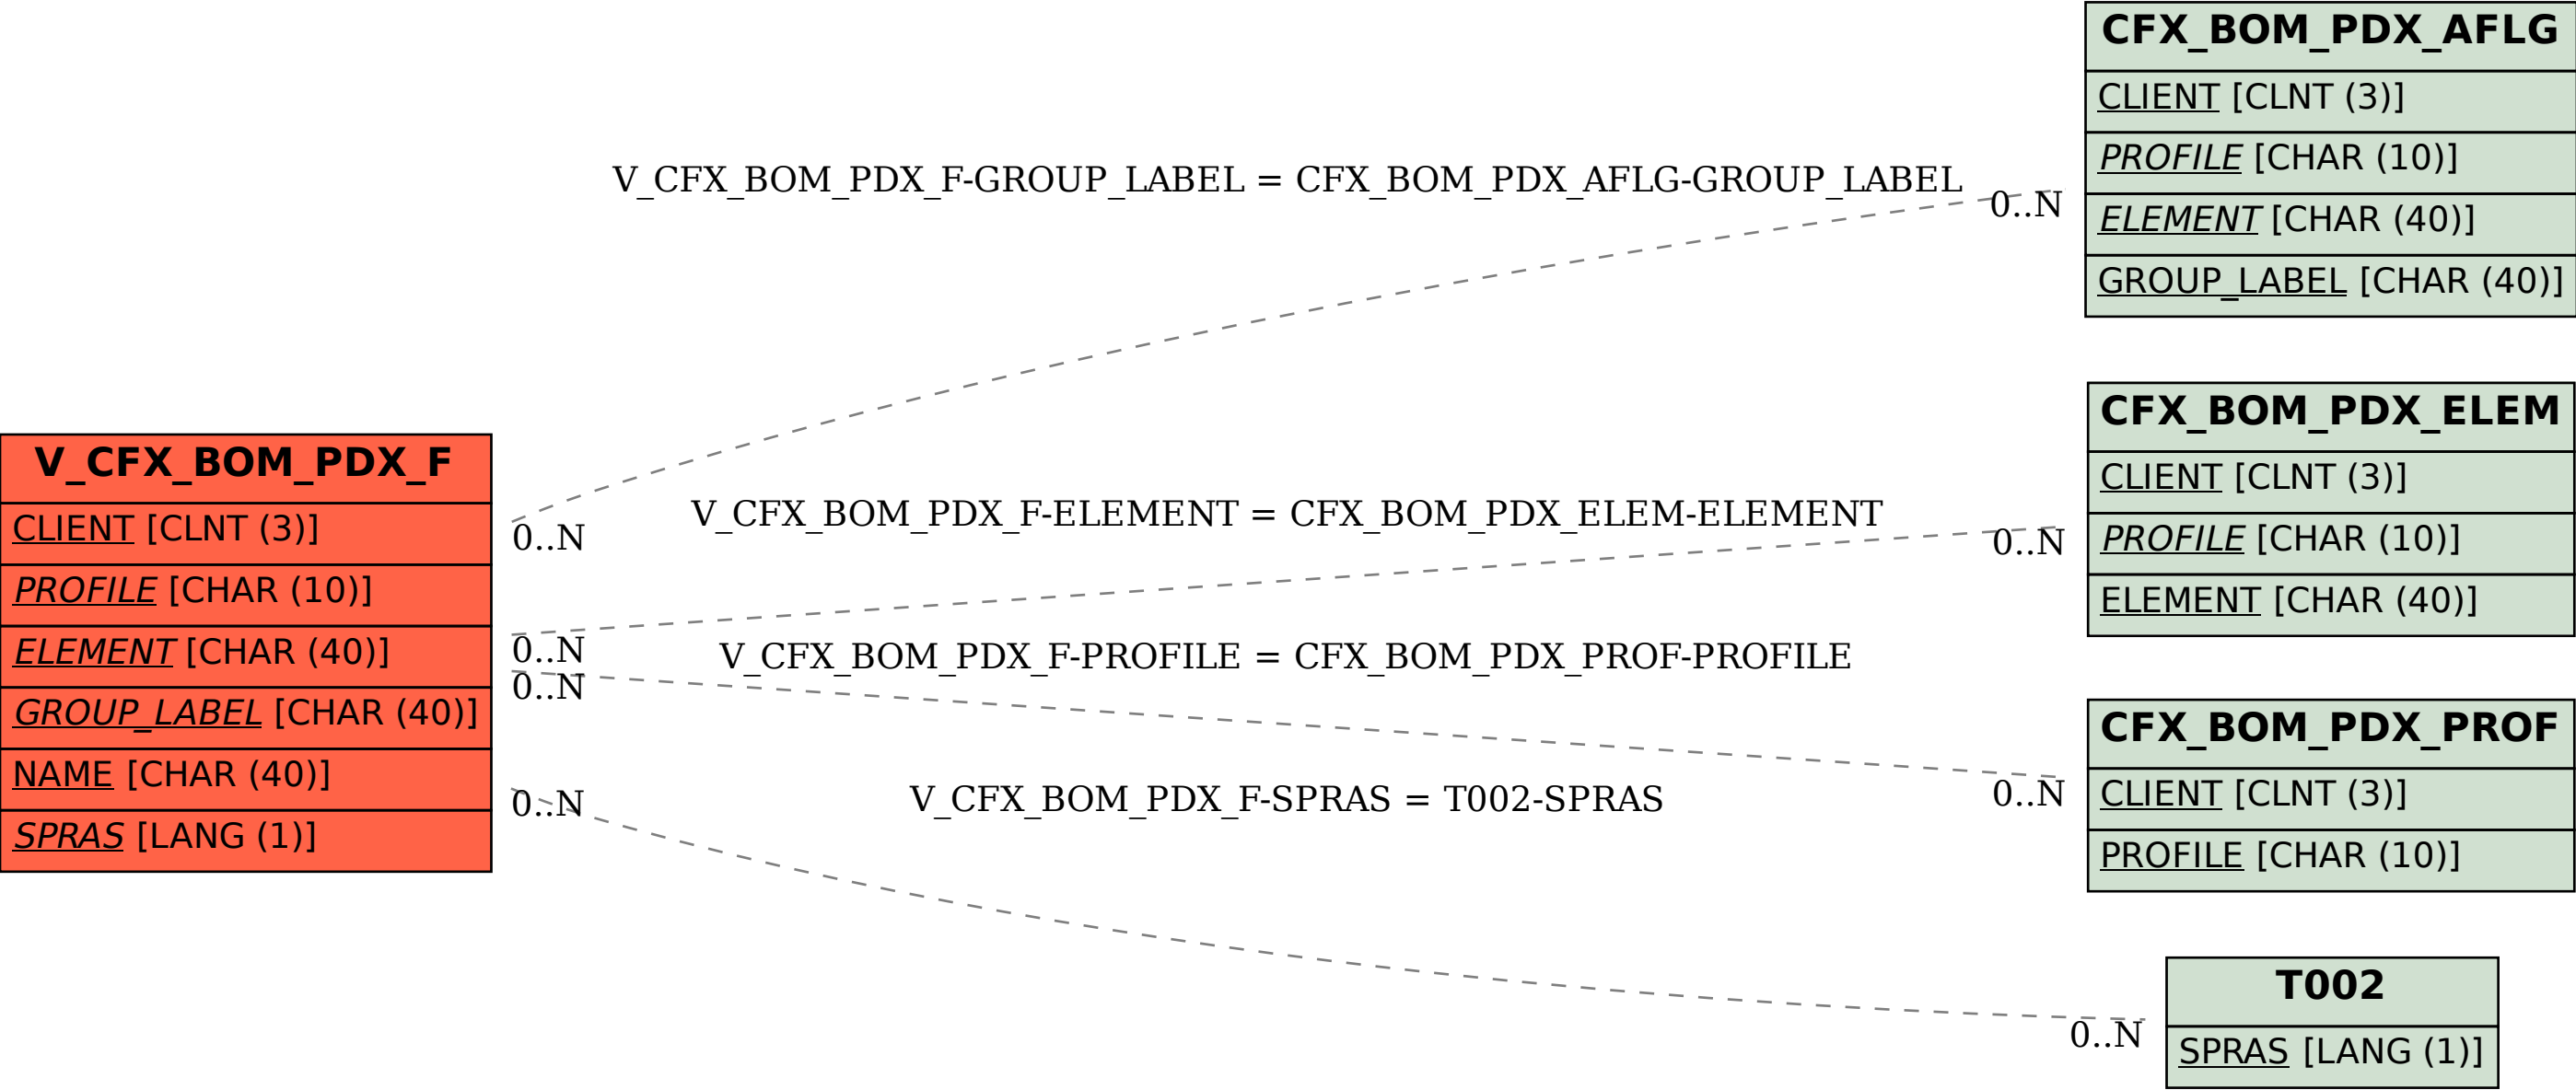 V_CFX_BOM_PDX_F
CLIENT [CLNT (3)]
PROFILE [CHAR (10)]
ELEMENT [CHAR (40)]
GROUP_LABEL [CHAR (40)]
NAME [CHAR (40)]
SPRAS [LANG (1)]
V_CFX_BOM_PDX_F-GROUP_LABEL = CFX_BOM_PDX_AFLG-GROUP_LABEL
0..N
0..N
V_CFX_BOM_PDX_F-ELEMENT = CFX_BOM_PDX_ELEM-ELEMENT
0..N
0..N
V_CFX_BOM_PDX_F-PROFILE = CFX_BOM_PDX_PROF-PROFILE
0..N
0..N
V_CFX_BOM_PDX_F-SPRAS = T002-SPRAS
0..N
0..N
CFX_BOM_PDX_AFLG
CLIENT [CLNT (3)]
PROFILE [CHAR (10)]
ELEMENT [CHAR (40)]
GROUP_LABEL [CHAR (40)]
CFX_BOM_PDX_ELEM
CLIENT [CLNT (3)]
PROFILE [CHAR (10)]
ELEMENT [CHAR (40)]
CFX_BOM_PDX_PROF
CLIENT [CLNT (3)]
PROFILE [CHAR (10)]
T002
SPRAS [LANG (1)]